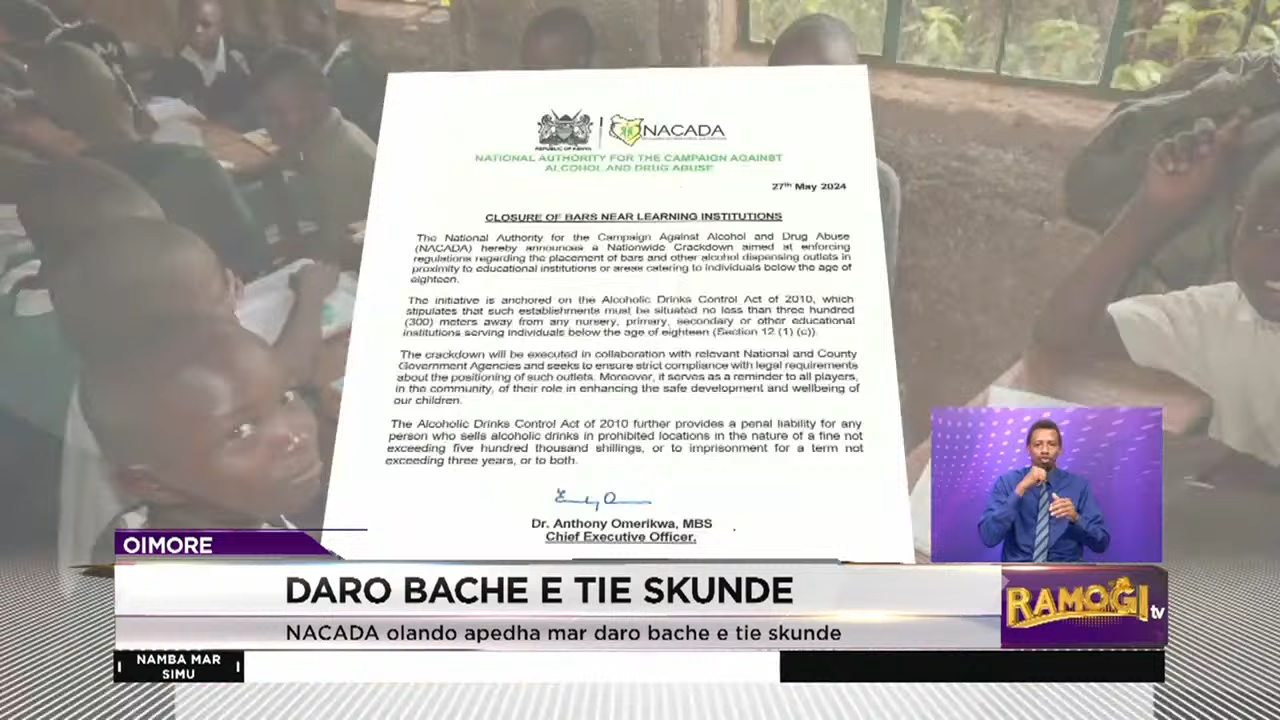 REPUBLIC OF KENYA
NACADA
NATIONAL AUTHORITY FOR THE CAMPAIGN AGAINST
ALCOHOL AND DRUG ABUSE
27th May 2024
CLOSURE OF BARS NEAR LEARNING INSTITUTIONS
The National Authority for the Campaign Against Alcohol and Drug Abuse
(NACADA) hereby announces a Nationwide Crackdown aimed at enforcing
regulations regarding the placement of bars and other alcohol dispensing outlets in
proximity to educational institutions or areas catering to individuals below the age of
eighteen.
The initiative is anchored on the Alcoholic Drinks Control Act of 2010, which
stipulates that such establishments must be situated no less than three hundred
(300) meters away from any nursery, primary, secondary or other educational
institutions serving individuals below the age of eighteen (Section 12 (1) (c)).
The crackdown will be executed in collaboration with relevant National and County
Government Agencies and seeks to ensure strict compliance with legal requirements
about the positioning of such outlets. Moreover, it serves as a reminder to all players,
in the community, of their role in enhancing the safe development and wellbeing of
our children.
The Alcoholic Drinks Control Act of 2010 further provides a penal liability for any
person who sells alcoholic drinks in prohibited locations in the nature of a fine not
exceeding five hundred thousand shillings, or to imprisonment for a term not
exceeding three years, or to both.
Dr. Anthony Omerikwa, MBS
Chief Executive Officer.
OIMORE
DARO BACHE E TIE SKUNDE
NACADA olando apedha mar daro bache e tie skunde
RAMOGI tv
NAMBA MAR
SIMU